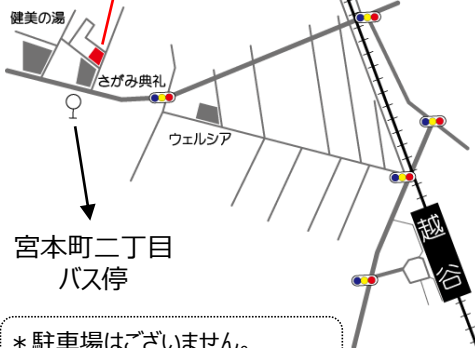 健美の湯
さがみ典礼
ウェルシア
越谷
宮本町二丁目
バス停
＊駐車場はございません。